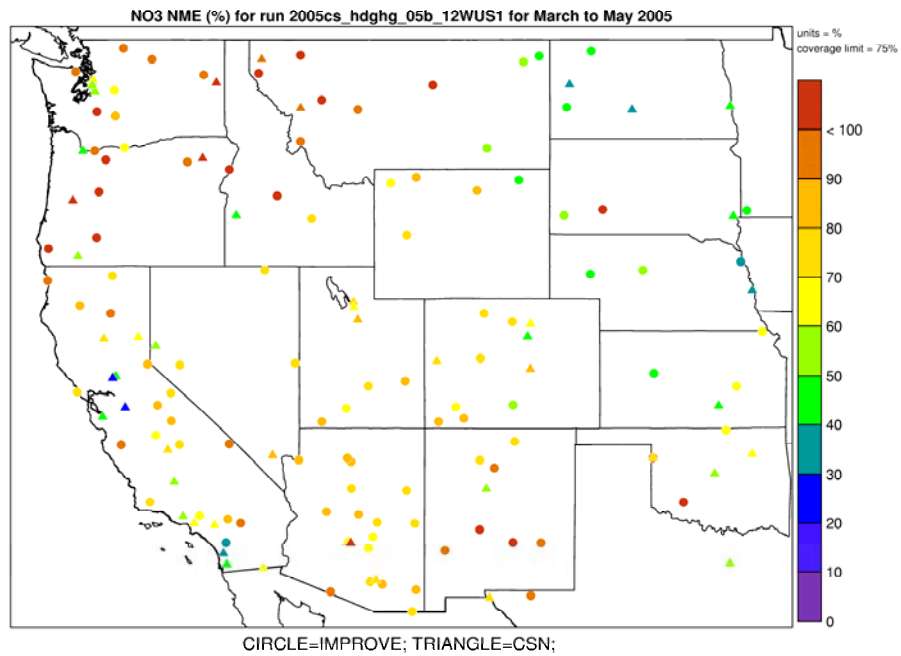 NO3 NME (%) for run 2005cs_hdghg_05b_12WUS1 for March to May 2005
units = %
coverage limit = 75%
< 100
90
80
70
60
50
40
30
20
10
0
CIRCLE=IMPROVE; TRIANGLE=CSN;